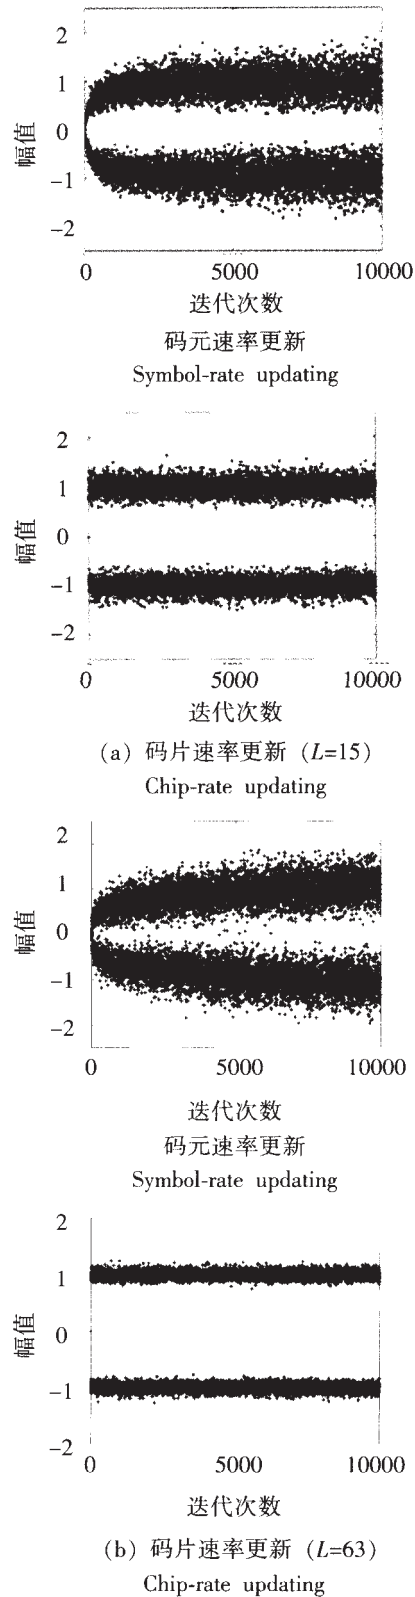 2
1
0
-1
-2
幅值
0 5000 10000
迭代次数
码元速率更新
Symbol-rate updating
2
1
0
-1
-2
幅值
0 5000 10000
迭代次数
(a) 码片速率更新 (L=15)
Chip-rate updating
2
1
0
-1
-2
幅值
0 5000 10000
迭代次数
码元速率更新
Symbol-rate updating
2
1
0
-1
-2
幅值
0 5000 10000
迭代次数
(b) 码片速率更新 (L=63)
Chip-rate updating